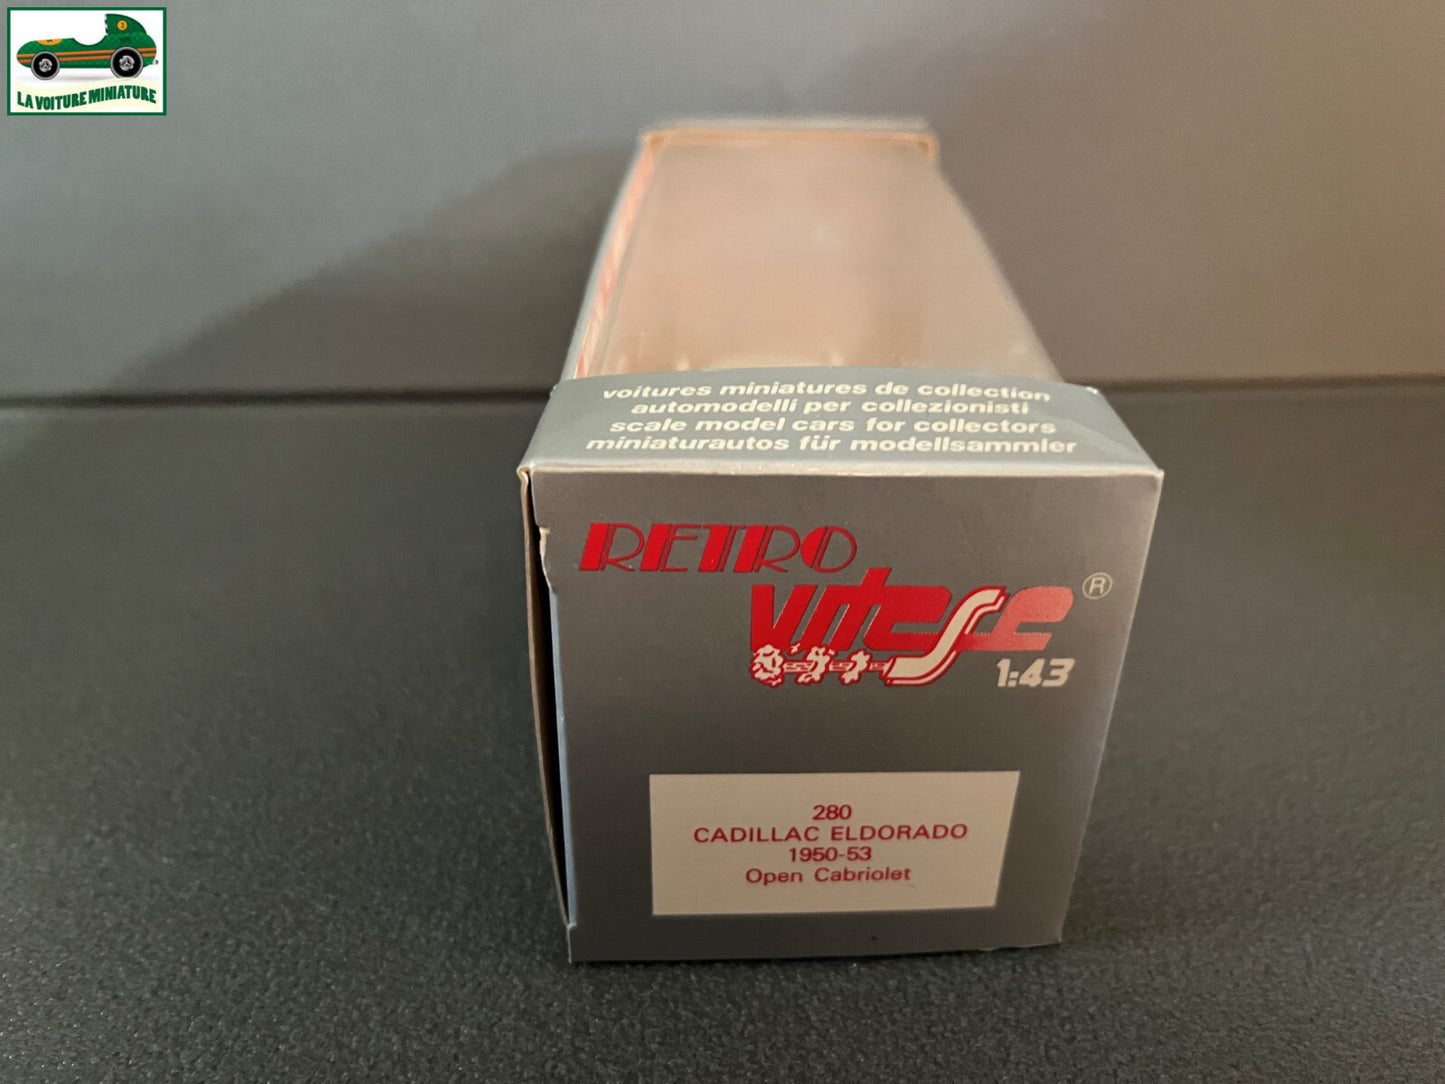 LA VOITURE MINIATURE
voitures miniatures de collection
automodelli per collezionisti
scale model cars for collectors
miniaturautos für modellsammler
RETRO
Vitesse ®
1:43
280
CADILLAC ELDORADO
1950-53
Open Cabriolet